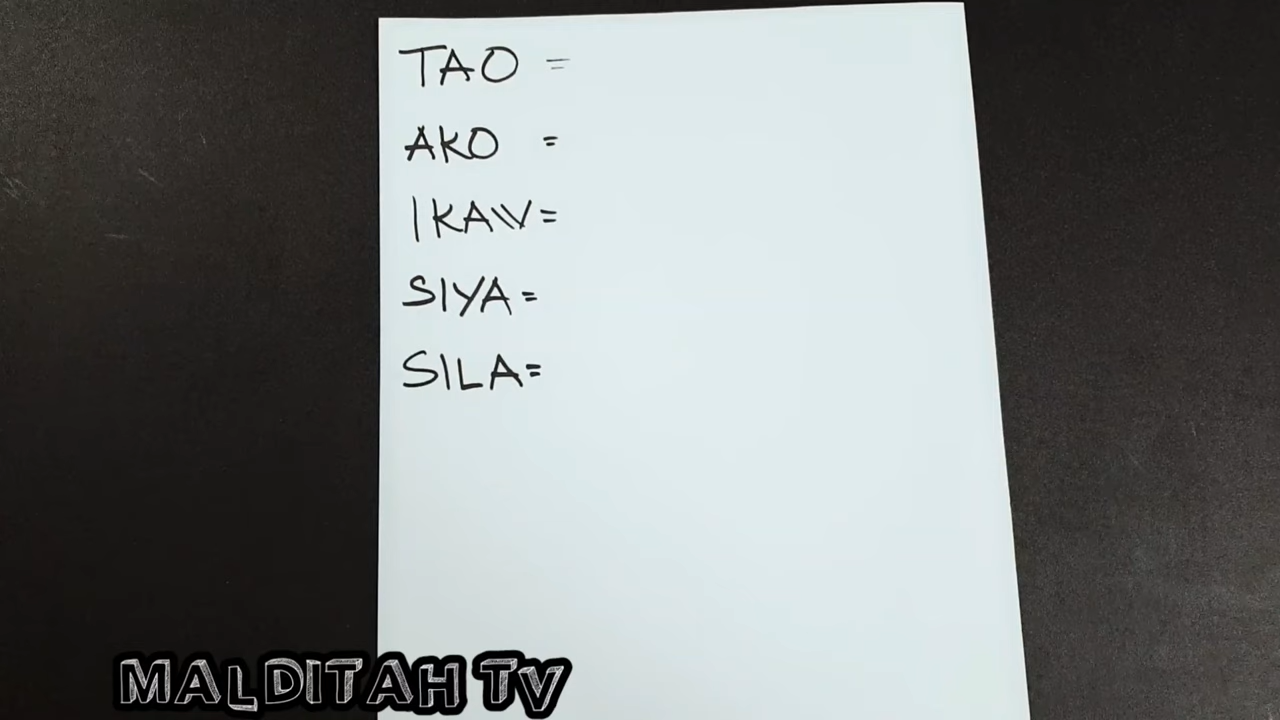 TAO =
AKO =
IKAW=
SIYA=
SILA=
MALDITAH TV